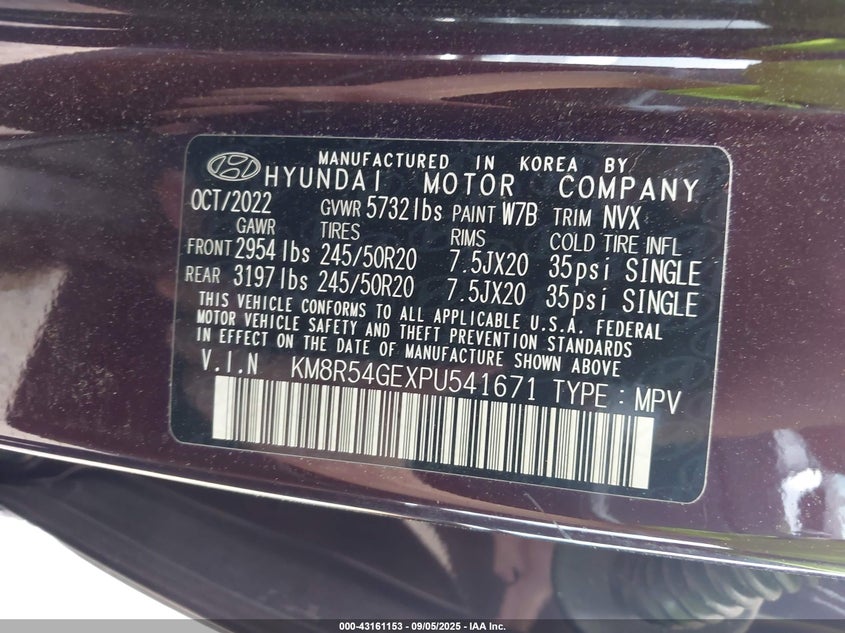 MANUFACTURED IN KOREA BY
HYUNDAI MOTOR COMPANY
OCT/2022 GVWR 5732lbs PAINT W7B TRIM NVX
GAWR TIRES RIMS COLD TIRE INFL
FRONT 2954lbs 245/50R20 7.5JX20 35psi SINGLE
REAR 3197lbs 245/50R20 7.5JX20 35psi SINGLE
THIS VEHICLE CONFORMS TO ALL APPLICABLE U.S.A. FEDERAL
MOTOR VEHICLE SAFETY AND THEFT PREVENTION STANDARDS
IN EFFECT ON THE DATE OF MANUFACTURE SHOWN ABOVE
V.I.N KM8R54GEXPU541671 TYPE : MPV
000-43161153 - 09/05/2025 - IAA Inc.